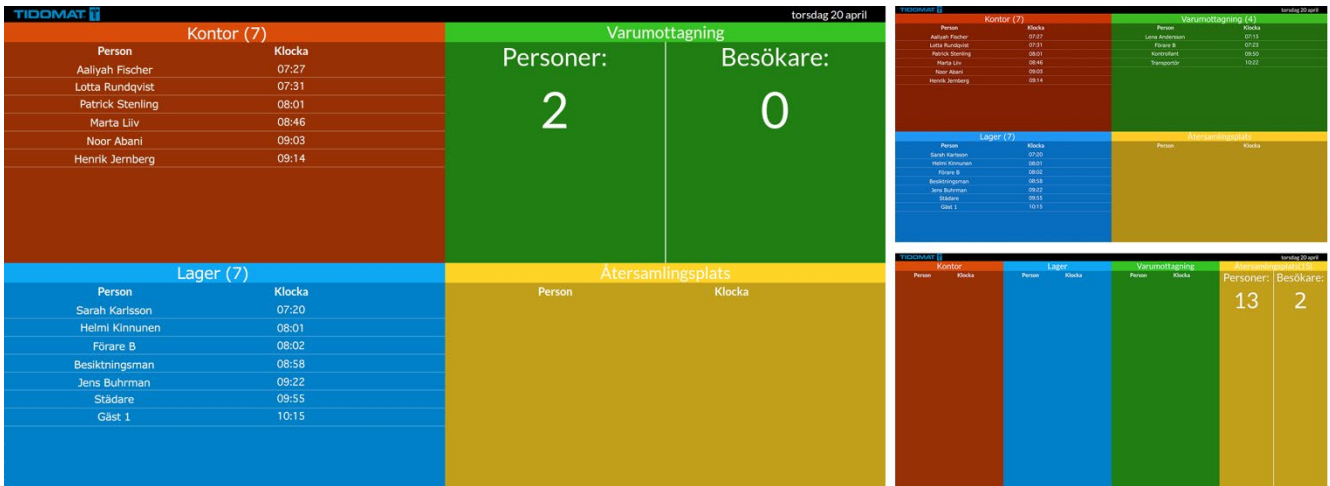 TIDOMAT T
torsdag 20 april
Kontor (7)
Person Klocka
Aaliyah Fischer 07:27
Lotta Rundqvist 07:31
Patrick Stenling 08:01
Marta Liiv 08:46
Noor Abani 09:03
Henrik Jernberg 09:14
Varumottagning
Personer: Besökare:
2 0
Lager (7)
Person Klocka
Sarah Karlsson 07:20
Helmi Kinnunen 08:01
Förare B 08:02
Besiktningsman 08:58
Jens Buhrman 09:22
Städare 09:55
Gäst 1 10:15
Återsamlingsplats
Person Klocka
TIDOMAT T
torsdag 20 april
Kontor (7)
Person Klocka
Aaliyah Fischer 07:27
Lotta Rundqvist 07:31
Patrick Stenling 08:01
Marta Liiv 08:46
Noor Abani 09:03
Henrik Jernberg 09:14
Varumottagning (4)
Person Klocka
Lena Andersson 07:15
Förare B 07:23
Kontrollant 09:50
Transportör 10:22
Lager (7)
Person Klocka
Sarah Karlsson 07:20
Helmi Kinnunen 08:01
Förare B 08:02
Besiktningsman 08:58
Jens Buhrman 09:22
Städare 09:55
Gäst 1 10:15
Återsamlingsplats
Person Klocka
TIDOMAT T
torsdag 20 april
Kontor
Person Klocka
Lager
Person Klocka
Varumottagning
Person Klocka
Återsamlingsplats(15)
Personer: Besökare:
13 2